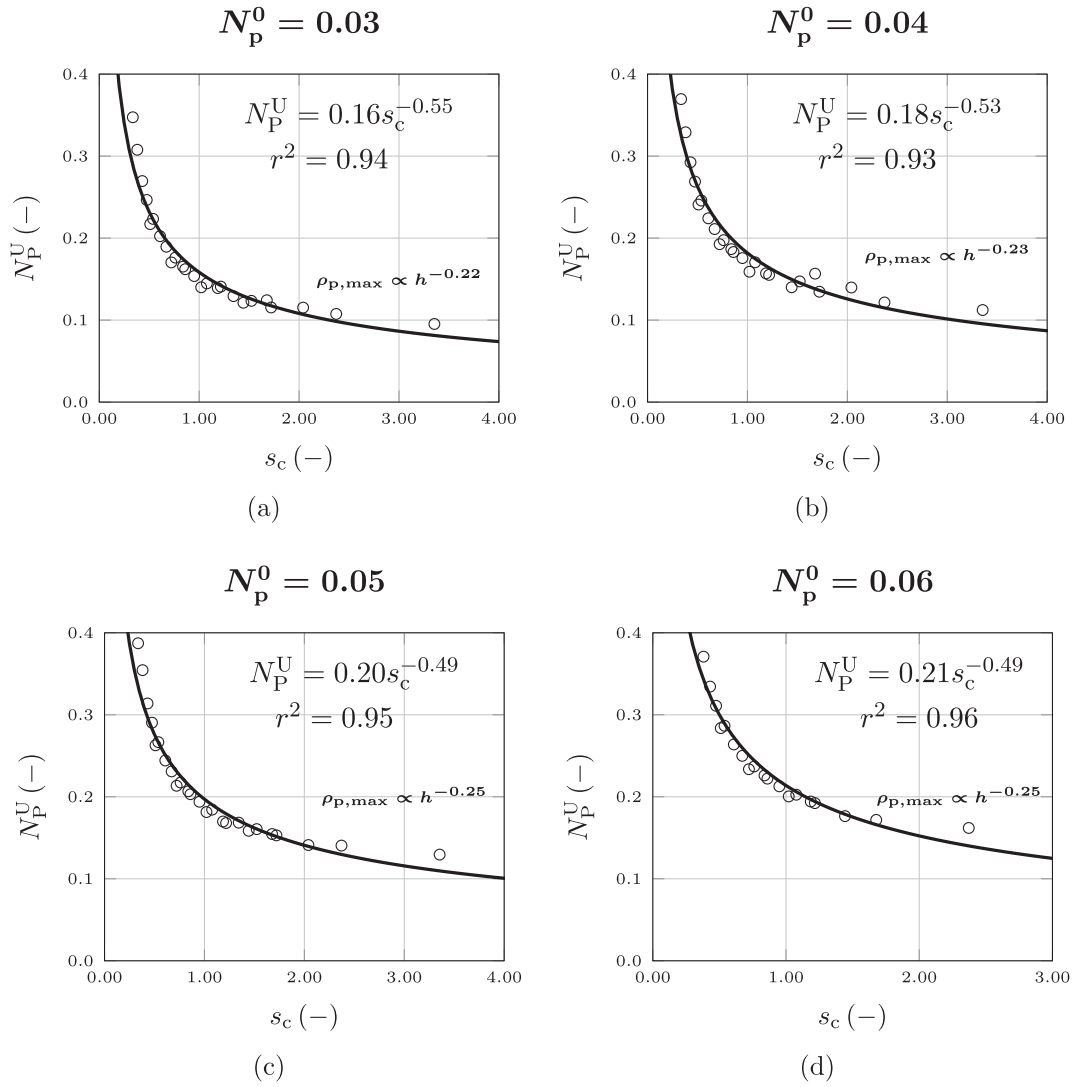 N_p^0 = 0.03
0.4
N_P^U = 0.16s_c^{-0.55}
r^2 = 0.94
0.3
N_P^U (−)
0.2
ρ_{p,max} ∝ h^{-0.22}
0.1
0.0
0.00 1.00 2.00 3.00 4.00
s_c (−)
(a)
N_p^0 = 0.04
0.4
N_P^U = 0.18s_c^{-0.53}
r^2 = 0.93
0.3
N_P^U (−)
0.2
ρ_{p,max} ∝ h^{-0.23}
0.1
0.0
0.00 1.00 2.00 3.00 4.00
s_c (−)
(b)
N_p^0 = 0.05
0.4
N_P^U = 0.20s_c^{-0.49}
r^2 = 0.95
0.3
N_P^U (−)
0.2
ρ_{p,max} ∝ h^{-0.25}
0.1
0.0
0.00 1.00 2.00 3.00 4.00
s_c (−)
(c)
N_p^0 = 0.06
0.4
N_P^U = 0.21s_c^{-0.49}
r^2 = 0.96
0.3
N_P^U (−)
0.2
ρ_{p,max} ∝ h^{-0.25}
0.1
0.0
0.00 1.00 2.00 3.00
s_c (−)
(d)